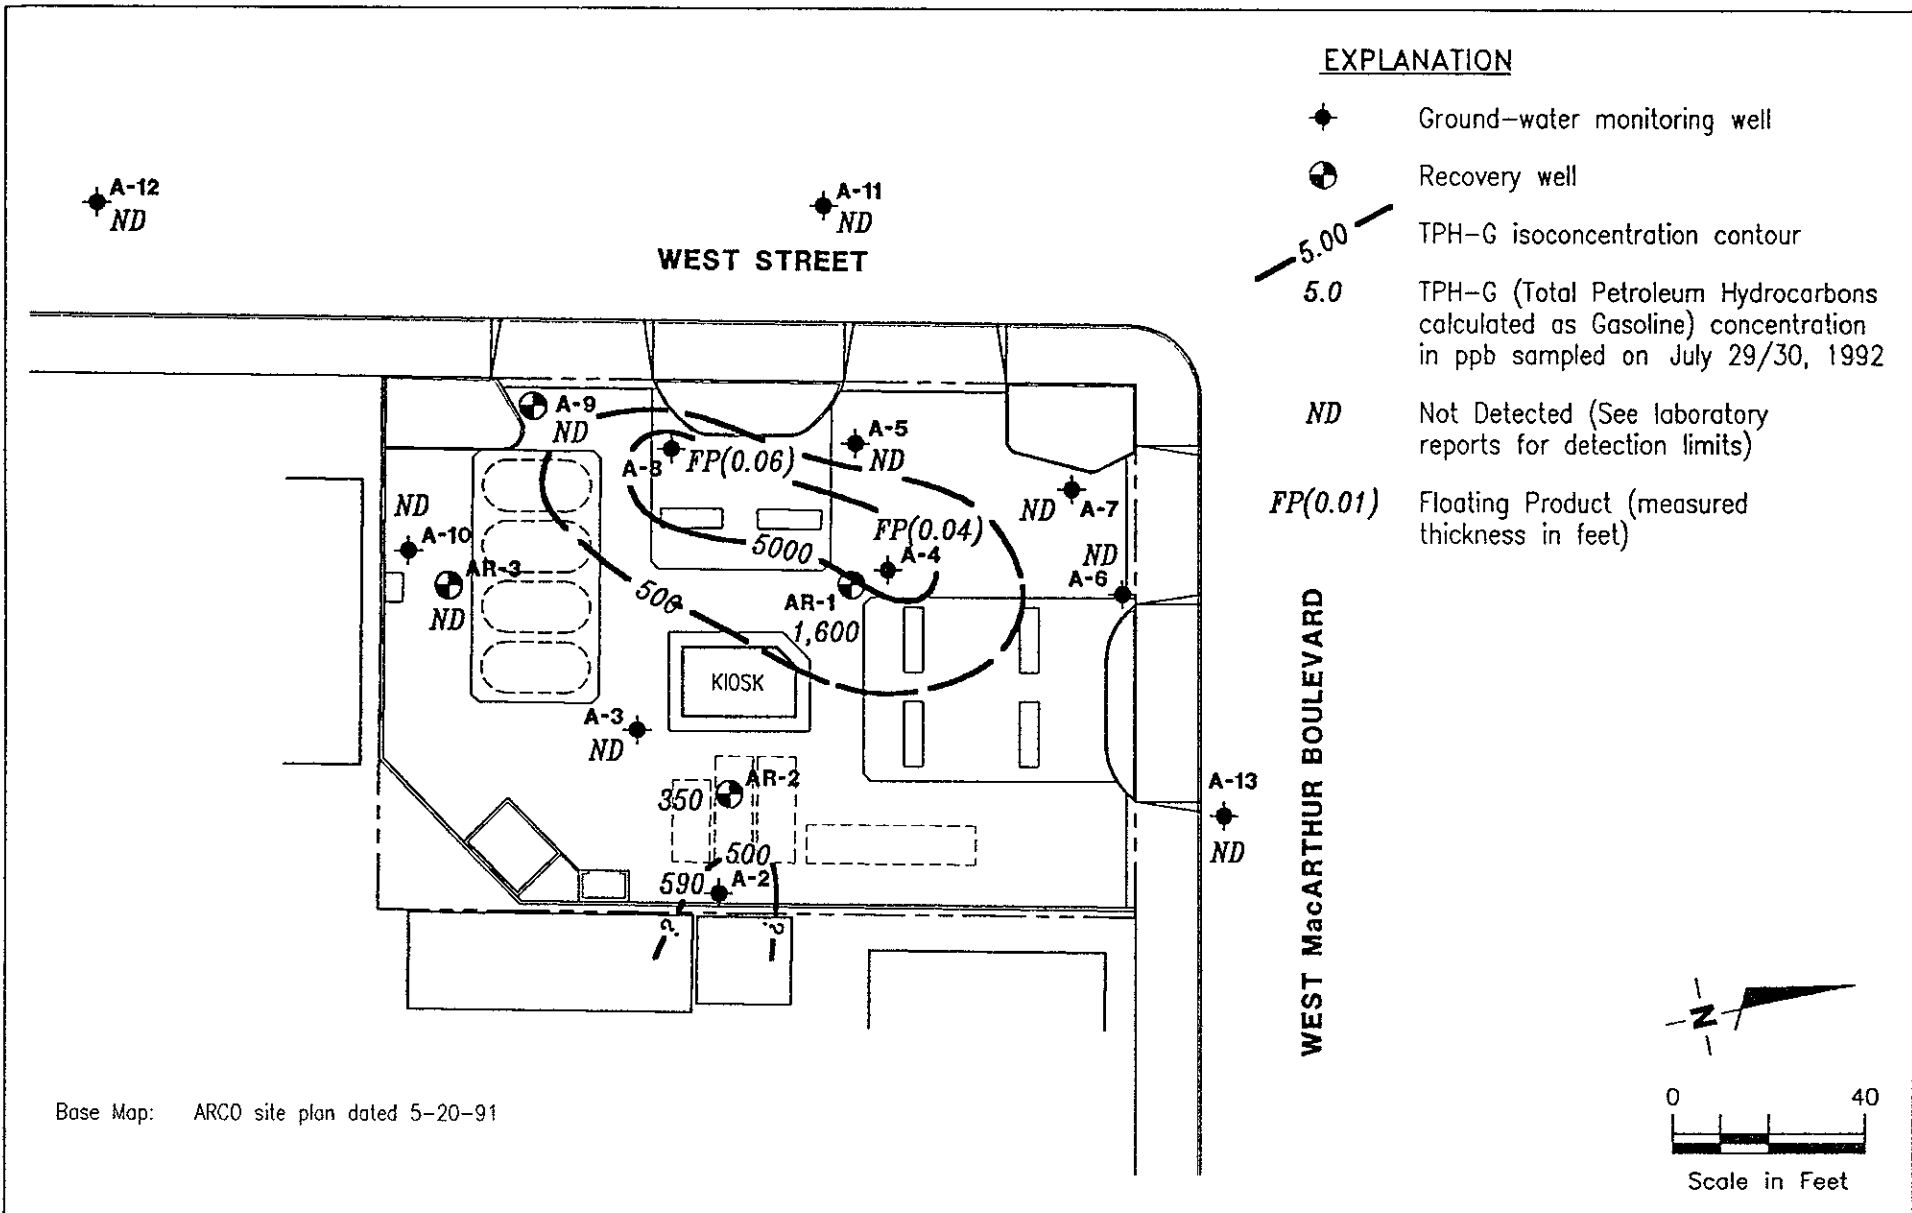 EXPLANATION
Ground-water monitoring well
Recovery well
5.00
TPH-G isoconcentration contour
5.0
TPH-G (Total Petroleum Hydrocarbons
calculated as Gasoline) concentration
in ppb sampled on July 29/30, 1992
ND
Not Detected (See laboratory
reports for detection limits)
FP(0.01)
Floating Product (measured
thickness in feet)
A-12
ND
A-11
ND
WEST STREET
A-9
ND
A-8
FP(0.06)
A-5
ND
ND
A-7
ND
A-10
FP(0.04)
A-4
5000
ND
A-6
AR-3
ND
500
AR-1
1,600
KIOSK
A-3
ND
AR-2
350
500
590
A-2
?
?
A-13
ND
WEST MacARTHUR BOULEVARD
N
Base Map: ARCO site plan dated 5-20-91
0 40
Scale in Feet